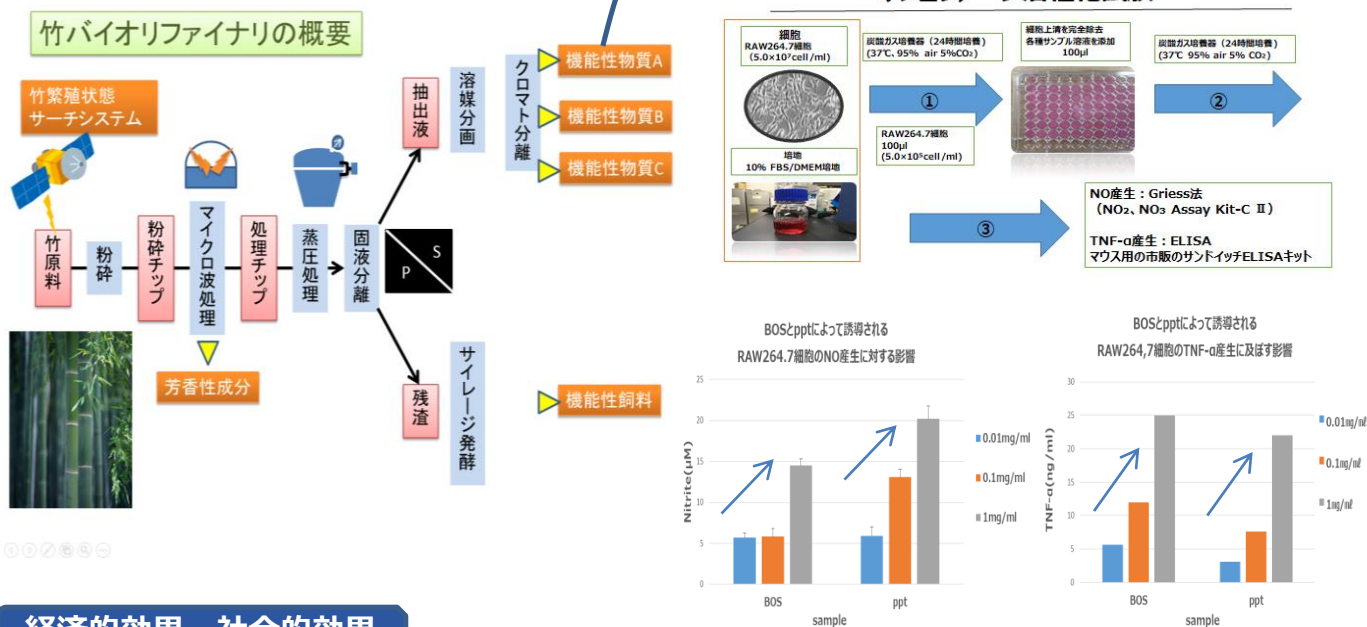 竹バイオリファイナリの概要
竹繁殖状態
サーチシステム
竹原料
粉砕
粉砕チップ
マイクロ波処理
処理チップ
蒸圧処理
固液分離
P
S
芳香性成分
抽出液
溶媒分画
クロマト分離
機能性物質A
機能性物質B
機能性物質C
残渣
サイレージ発酵
機能性飼料
細胞
RAW264.7細胞
(5.0×10⁷cell/ml)
培地
10% FBS/DMEM培地
炭酸ガス培養器(24時間培養)
(37℃、95% air 5%CO₂)
①
RAW264.7細胞
100μl
(5.0×10⁵cell/ml)
細胞上清を完全除去
各種サンプル溶液を添加
100μl
炭酸ガス培養器(24時間培養)
(37℃ 95% air 5% CO₂)
②
③
NO産生:Griess法
(NO₂、NO₃ Assay Kit-C Ⅱ)
TNF-α産生:ELISA
マウス用の市販のサンドイッチELISAキット
BOSとpptによって誘導される
RAW264.7細胞のNO産生に対する影響
Nitrite(μM)
25
20
15
10
5
0
BOS
ppt
sample
0.01mg/ml
0.1mg/ml
1mg/ml
BOSとpptによって誘導される
RAW264,7細胞のTNF-α産生に及ぼす影響
TNF-α(ng/ml)
30
25
20
15
10
5
0
BOS
ppt
sample
0.01mg/mℓ
0.1mg/mℓ
1mg/mℓ
経済的効果 社会的効果